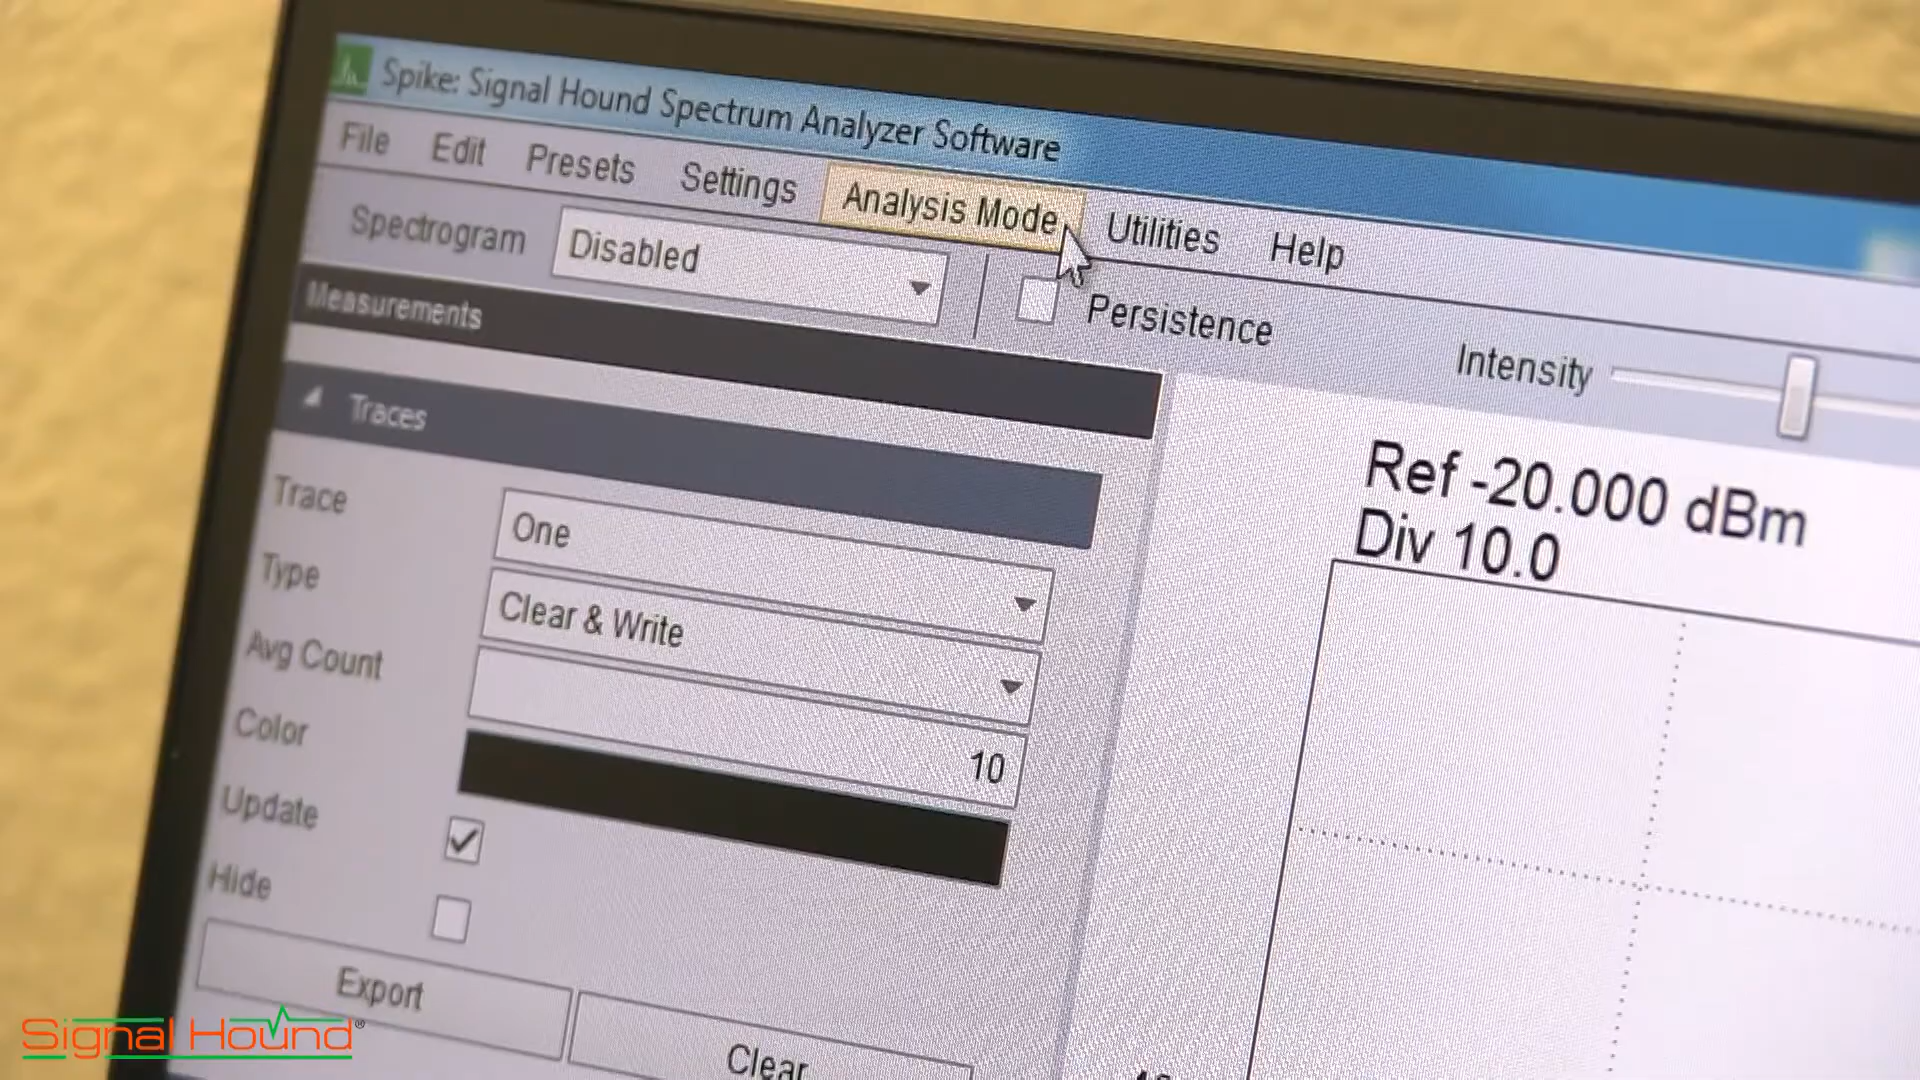 Spike: Signal Hound Spectrum Analyzer Software
File Edit Presets Settings Analysis Mode Utilities Help
Spectrogram Disabled Persistence Intensity
Measurements
Traces
Trace One
Type Clear & Write
Avg Count 10
Color
Update
Hide
Export Clear
Ref -20.000 dBm
Div 10.0
Signal Hound®